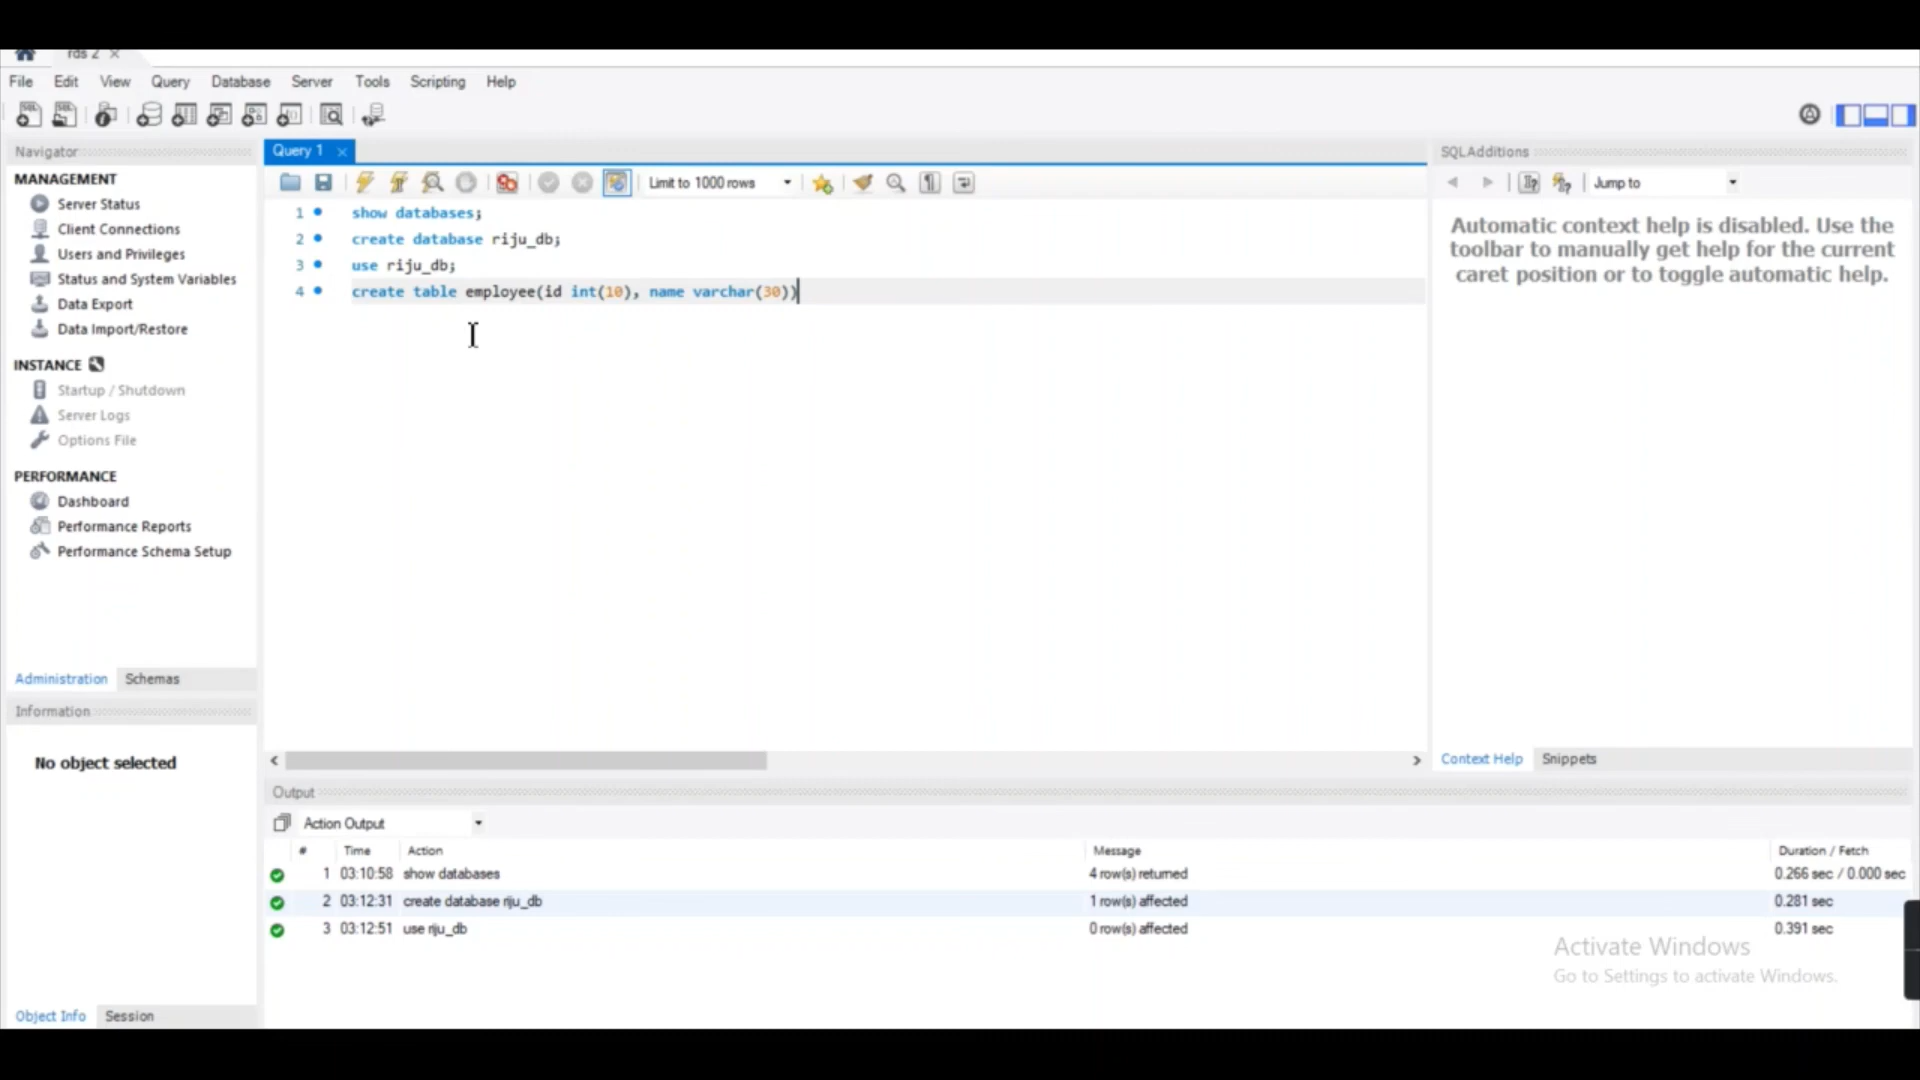 rds 2
File Edit View Query Database Server Tools Scripting Help
Navigator
MANAGEMENT
Server Status
Client Connections
Users and Privileges
Status and System Variables
Data Export
Data Import/Restore
INSTANCE
Startup / Shutdown
Server Logs
Options File
PERFORMANCE
Dashboard
Performance Reports
Performance Schema Setup
Administration Schemas
Information
No object selected
Object Info Session
Query 1
Limit to 1000 rows
1 show databases;
2 create database riju_db;
3 use riju_db;
4 create table employee(id int(10), name varchar(30))
SQLAdditions
Jump to
Automatic context help is disabled. Use the
toolbar to manually get help for the current
caret position or to toggle automatic help.
Context Help Snippets
Output
Action Output
# Time Action Message Duration / Fetch
1 03:10:58 show databases 4 row(s) returned 0.266 sec / 0.000 sec
2 03:12:31 create database riju_db 1 row(s) affected 0.281 sec
3 03:12:51 use riju_db 0 row(s) affected 0.391 sec
Activate Windows
Go to Settings to activate Windows.